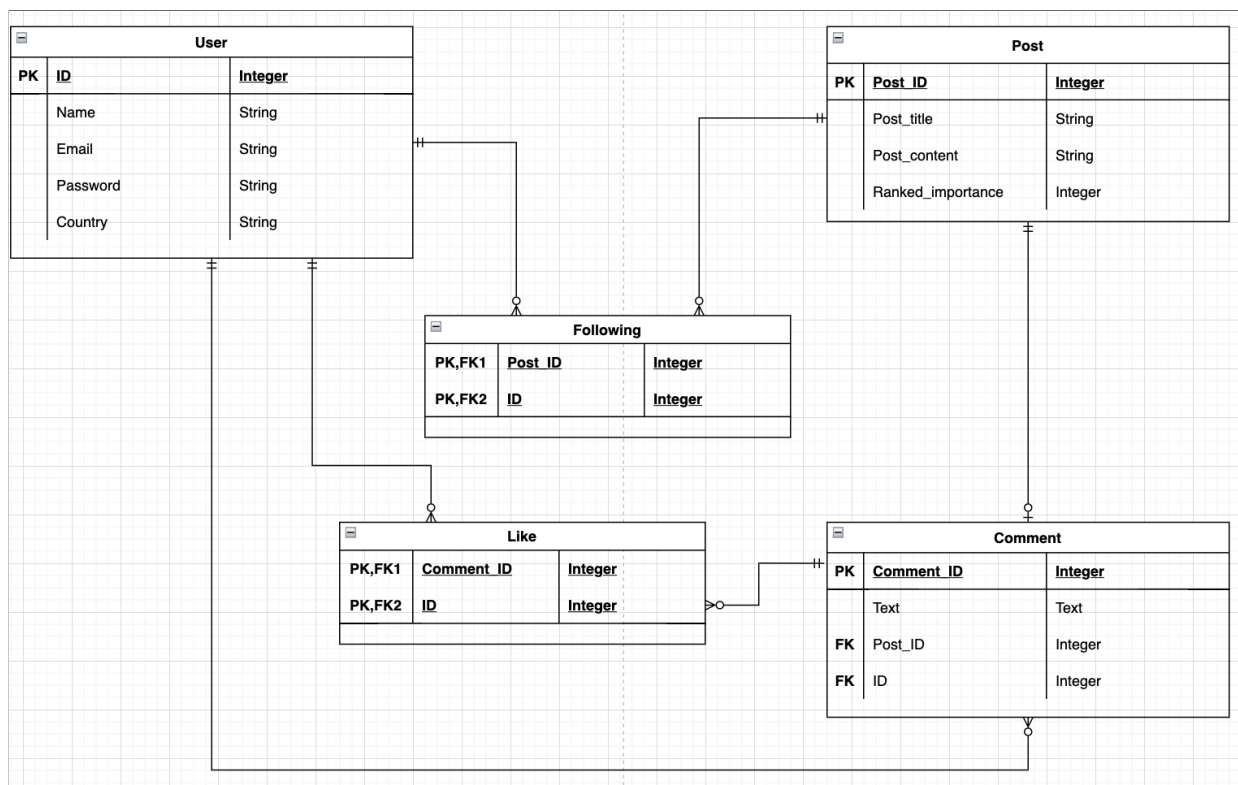 User
PK ID Integer
Name String
Email String
Password String
Country String
Post
PK Post_ID Integer
Post_title String
Post_content String
Ranked_importance Integer
Following
PK,FK1 Post_ID Integer
PK,FK2 ID Integer
Like
PK,FK1 Comment_ID Integer
PK,FK2 ID Integer
Comment
PK Comment_ID Integer
Text Text
FK Post_ID Integer
FK ID Integer